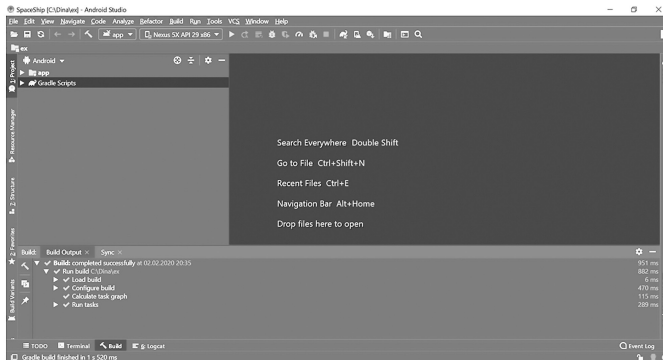 SpaceShip [C:\Dina\ex] - Android Studio
File Edit View Navigate Code Analyze Refactor Build Run Tools VCS Window Help
app Nexus 5X API 29 x86
ex
1: Project
Android
app
Gradle Scripts
Resource Manager
Z: Structure
2: Favorites
Build Variants
Search Everywhere Double Shift
Go to File Ctrl+Shift+N
Recent Files Ctrl+E
Navigation Bar Alt+Home
Drop files here to open
Build: Build Output × Sync ×
Build: completed successfully at 02.02.2020 20:35 951 ms
Run build C:\Dina\ex 882 ms
Load build 6 ms
Configure build 470 ms
Calculate task graph 115 ms
Run tasks 289 ms
TODO Terminal Build 6: Logcat Event Log
Gradle build finished in 1 s 520 ms